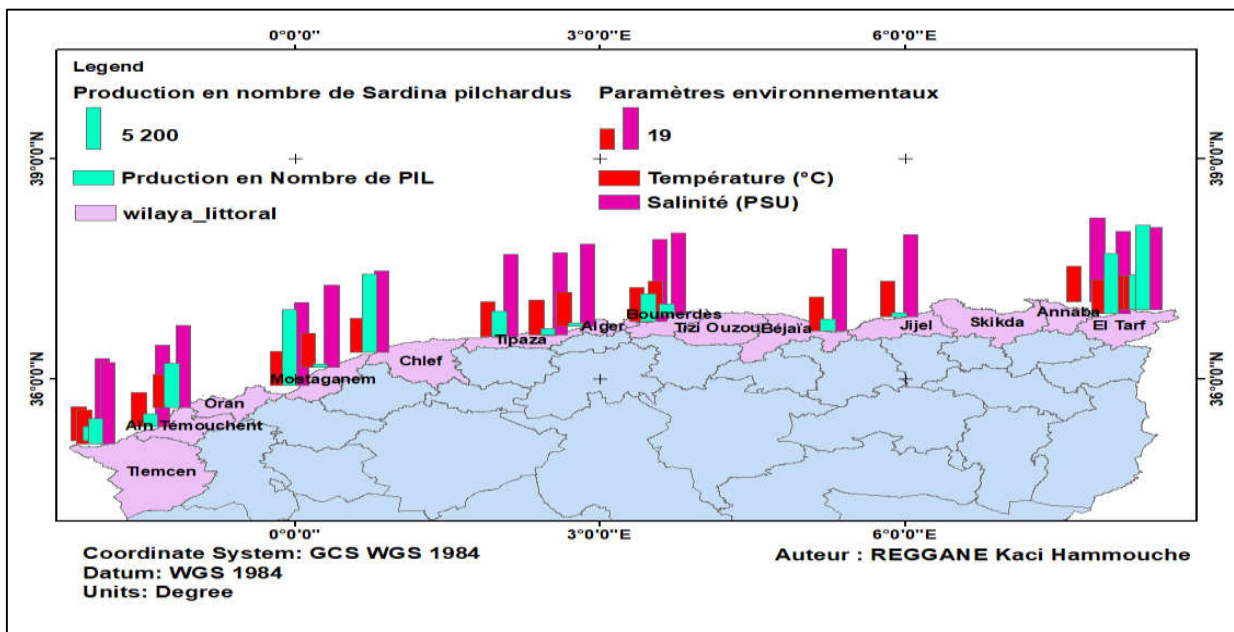 0°0'0"
3°0'0"E
6°0'0"E
Legend
Production en nombre de Sardina pilchardus
Paramètres environnementaux
5 200
19
39°0'0"N
39°0'0"N
Prduction en Nombre de PIL
Température (°C)
wilaya_littoral
Salinité (PSU)
Annaba
El Tarf
Skikda
Jijel
Béjaïa
Tizi Ouzou
Boumerdès
Alger
Tipaza
Chlef
Mostaganem
Oran
Ain Témouchent
Tlemcen
36°0'0"N
36°0'0"N
0°0'0"
3°0'0"E
6°0'0"E
Coordinate System: GCS WGS 1984
Auteur : REGGANE Kaci Hammouche
Datum: WGS 1984
Units: Degree